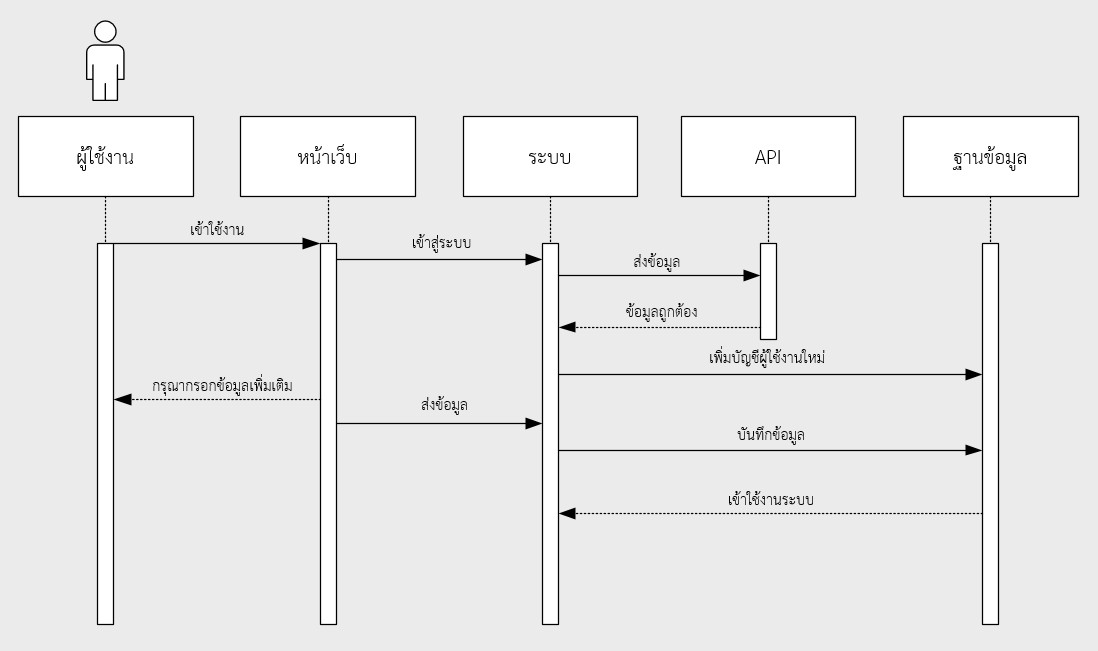 ผู้ใช้งาน
หน้าเว็บ
ระบบ
API
ฐานข้อมูล
เข้าใช้งาน
เข้าสู่ระบบ
ส่งข้อมูล
ข้อมูลถูกต้อง
เพิ่มบัญชีผู้ใช้งานใหม่
กรุณากรอกข้อมูลเพิ่มเติม
ส่งข้อมูล
บันทึกข้อมูล
เข้าใช้งานระบบ